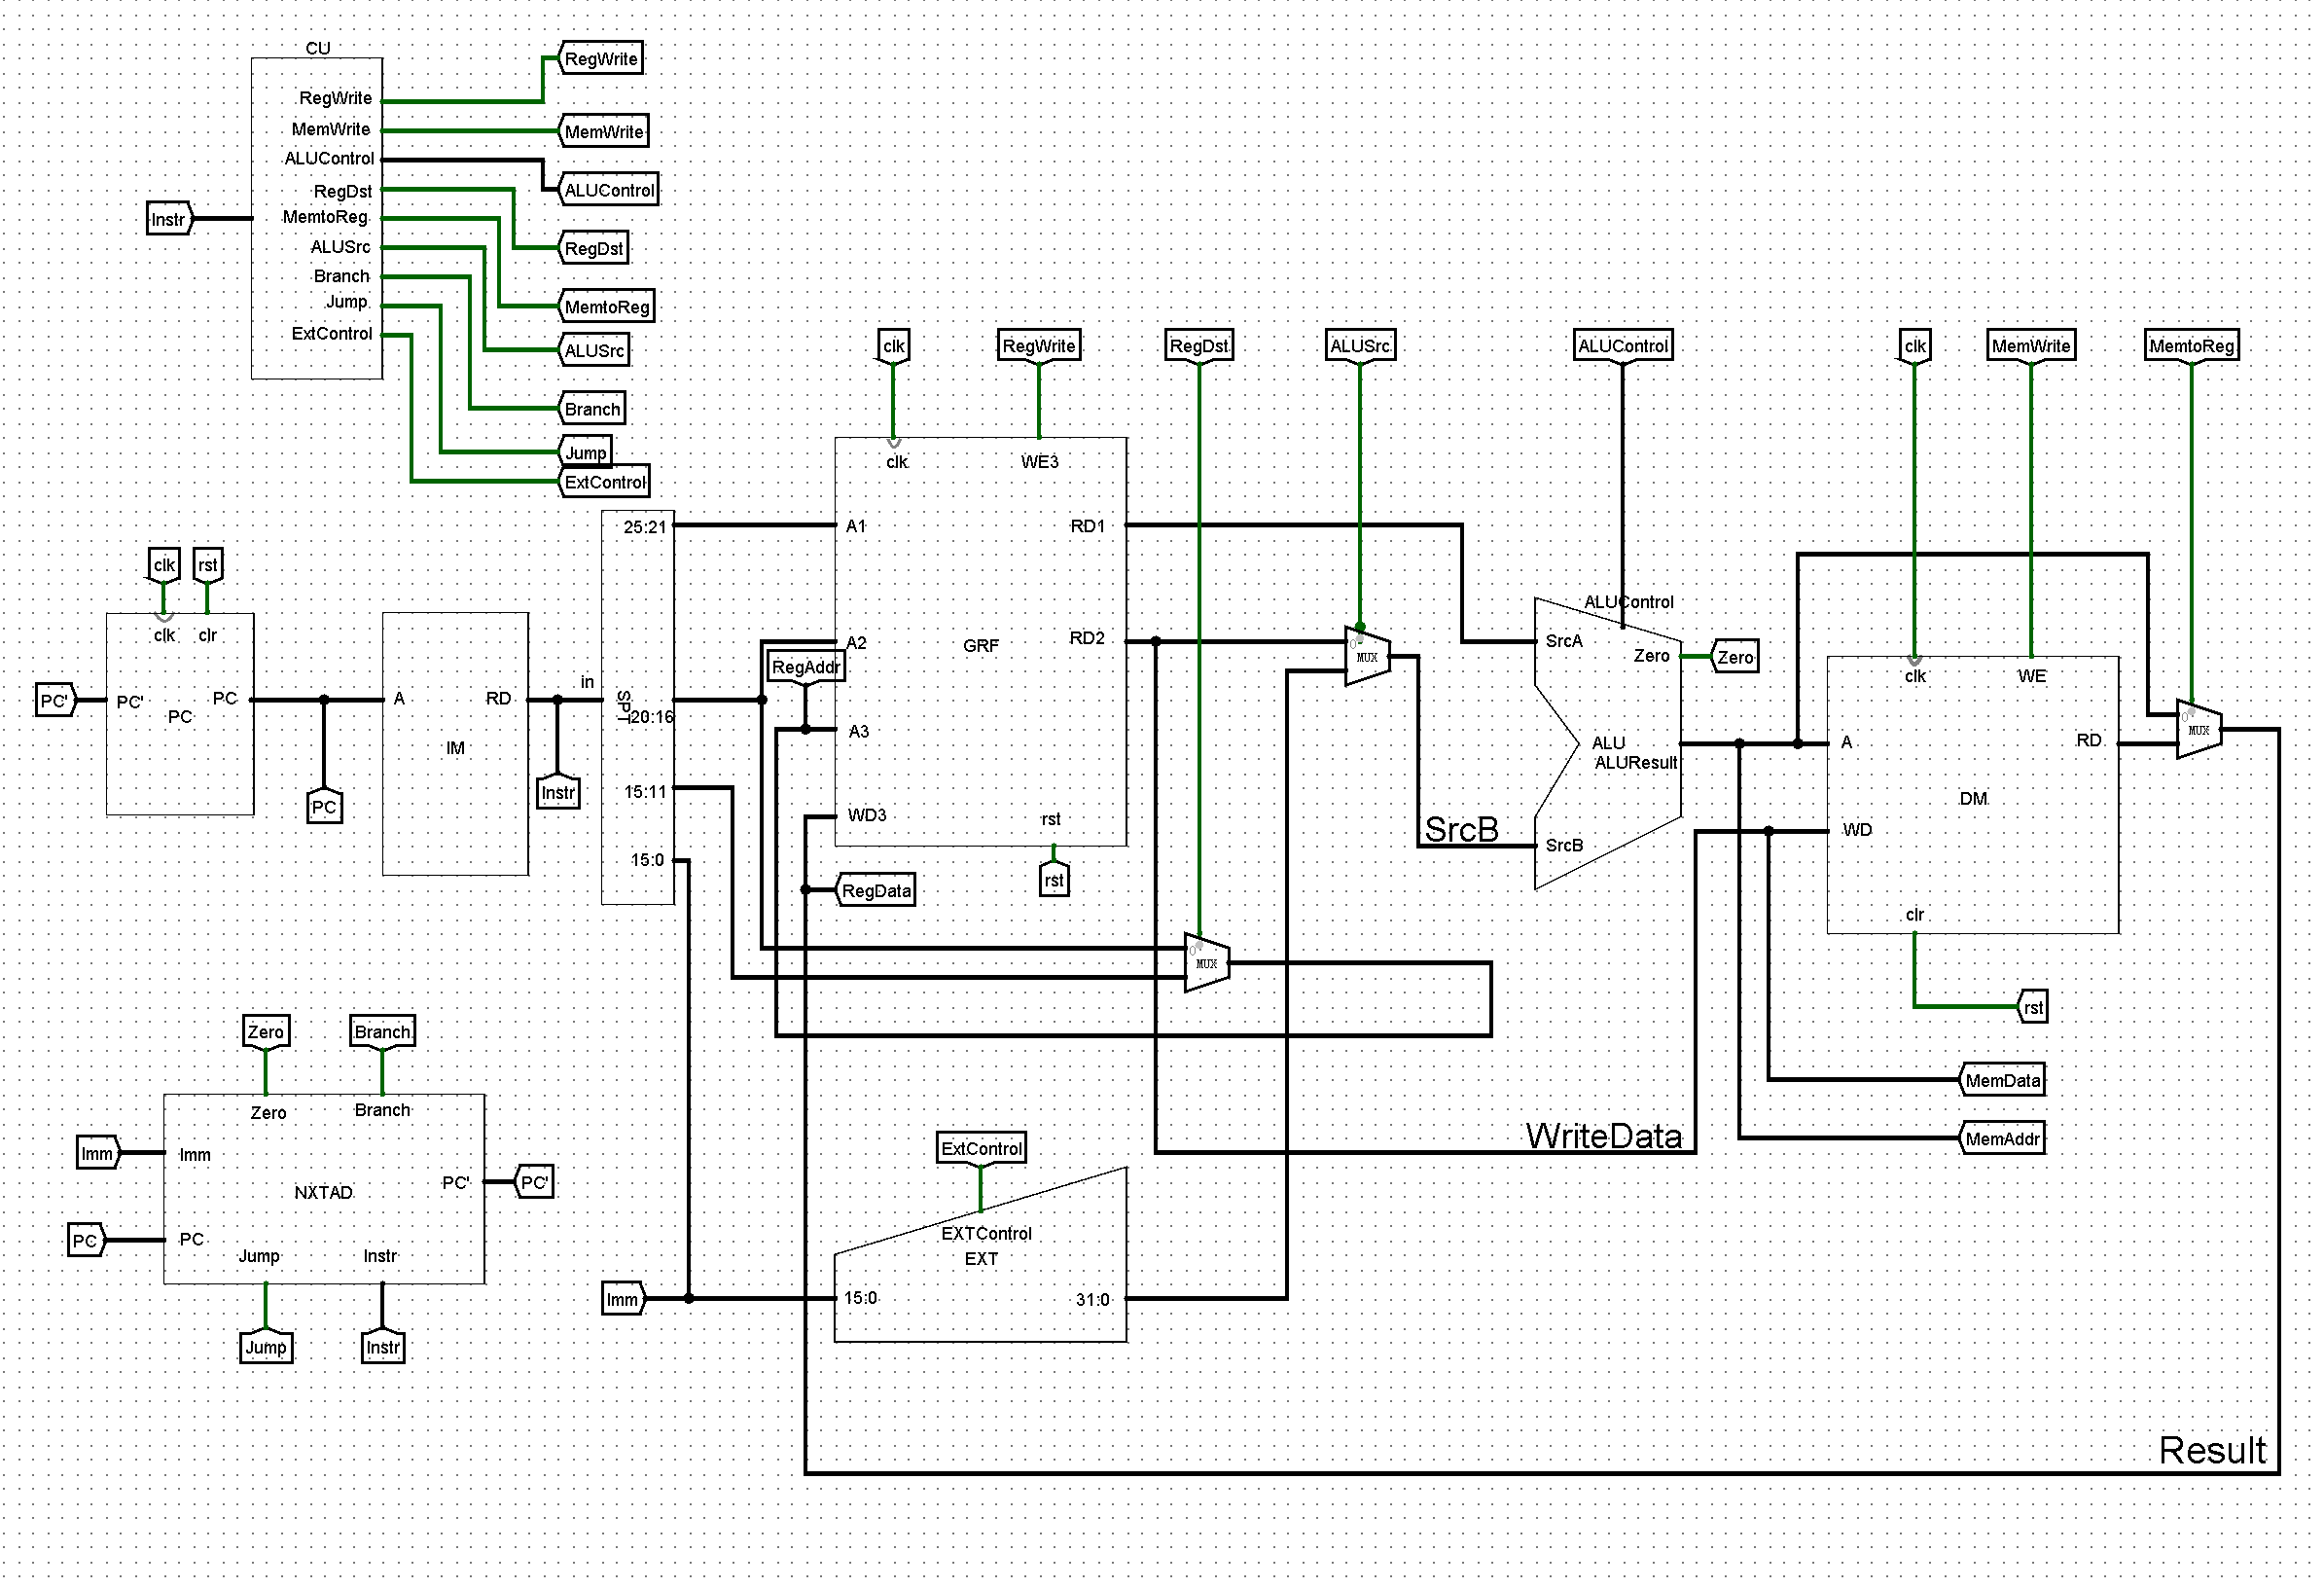 CU
RegWrite
MemWrite
ALUControl
RegDst
MemtoReg
ALUSrc
Branch
Jump
ExtControl
Instr
RegWrite
MemWrite
ALUControl
RegDst
MemtoReg
ALUSrc
Branch
Jump
ExtControl
clk
RegWrite
RegDst
ALUSrc
ALUControl
clk
MemWrite
MemtoReg
clk
rst
clk
clr
PC'
PC'
PC
PC
PC
A
RD
IM
in
Instr
SPT
25:21
20:16
15:11
15:0
clk
WE3
A1
RD1
A2
RD2
GRF
RegAddr
A3
WD3
rst
rst
RegData
0
MUX
0
MUX
SrcB
ALUControl
SrcA
Zero
Zero
ALU
ALUResult
SrcB
clk
WE
A
RD
DM
WD
clr
rst
0
MUX
MemData
MemAddr
WriteData
Zero
Branch
Zero
Branch
Imm
Imm
NXTAD
PC'
PC'
PC
PC
Jump
Instr
Jump
Instr
ExtControl
EXTControl
EXT
Imm
15:0
31:0
Result